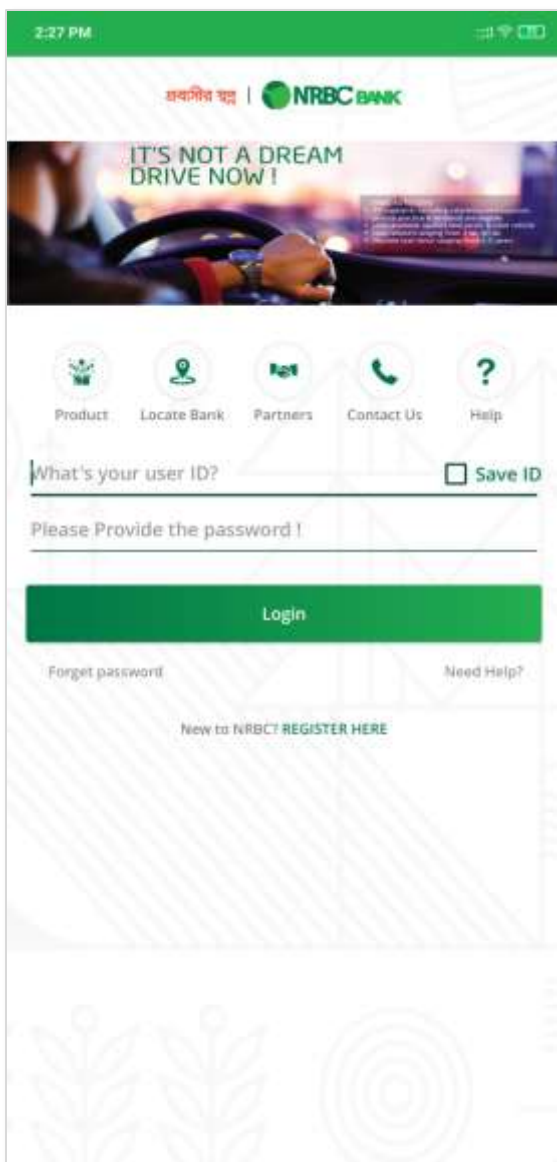 2:27 PM
প্রবাসীর স্বপ্ন | NRBC BANK
IT'S NOT A DREAM
DRIVE NOW !
Product Locate Bank Partners Contact Us Help
What's your user ID? Save ID
Please Provide the password !
Login
Forget password Need Help?
New to NRBC? REGISTER HERE